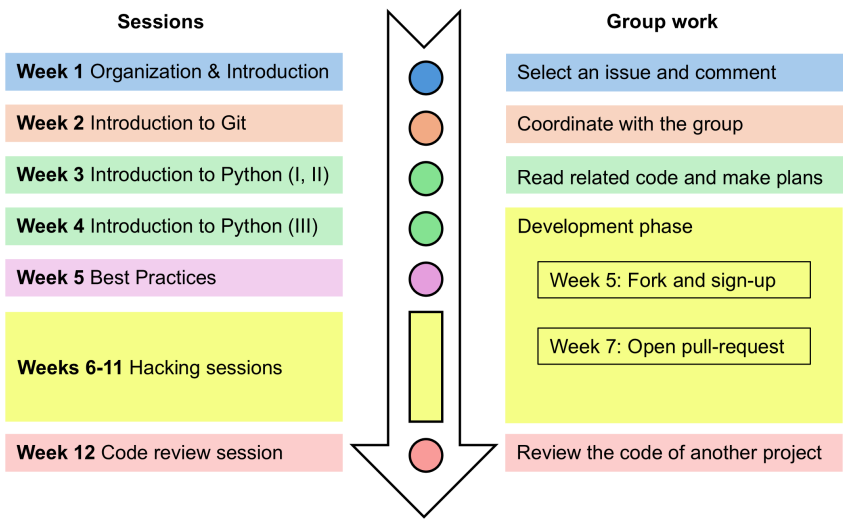 Sessions
Group work
Week 1 Organization & Introduction
Select an issue and comment
Week 2 Introduction to Git
Coordinate with the group
Week 3 Introduction to Python (I, II)
Read related code and make plans
Week 4 Introduction to Python (III)
Development phase
Week 5 Best Practices
Week 5: Fork and sign-up
Week 7: Open pull-request
Weeks 6-11 Hacking sessions
Week 12 Code review session
Review the code of another project